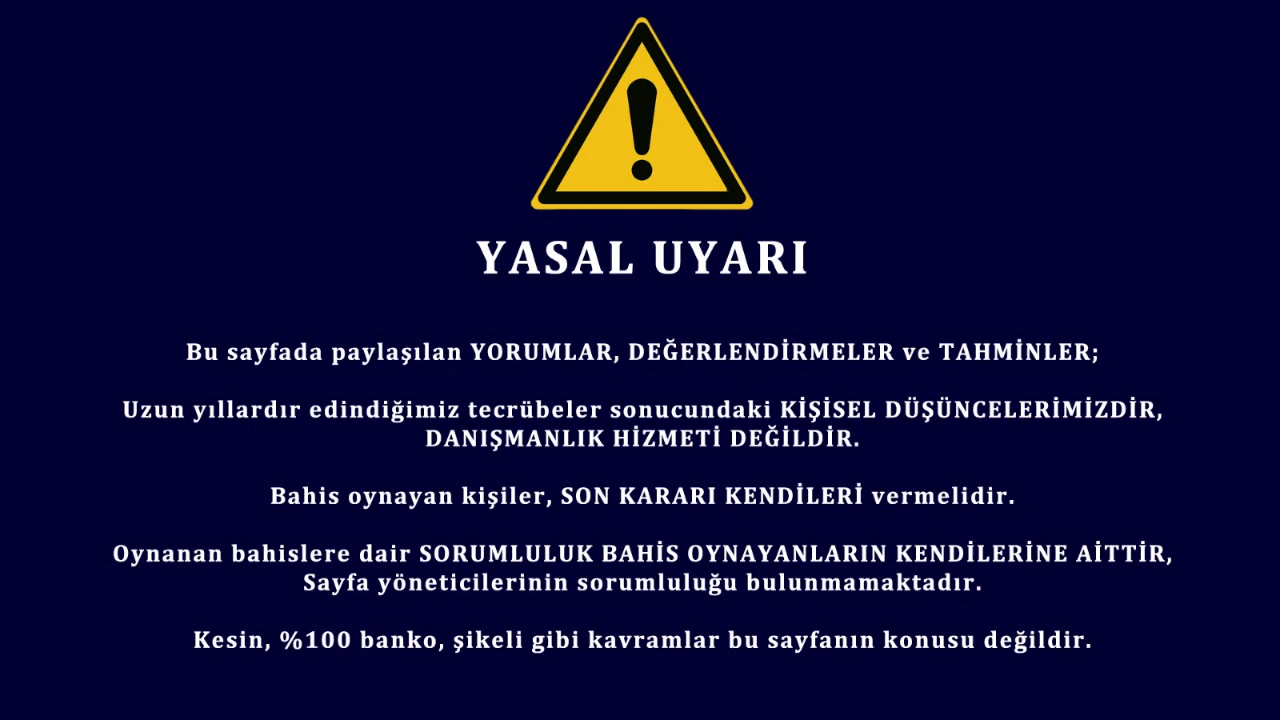 YASAL UYARI
Bu sayfada paylaşılan YORUMLAR, DEĞERLENDİRMELER ve TAHMİNLER;
Uzun yıllardır edindiğimiz tecrübeler sonucundaki KİŞİSEL DÜŞÜNCELERİMİZDİR,
DANIŞMANLIK HİZMETİ DEĞİLDİR.
Bahis oynayan kişiler, SON KARARI KENDİLERİ vermelidir.
Oynanan bahislere dair SORUMLULUK BAHİS OYNAYANLARIN KENDİLERİNE AİTTİR,
Sayfa yöneticilerinin sorumluluğu bulunmamaktadır.
Kesin, %100 banko, şikeli gibi kavramlar bu sayfanın konusu değildir.